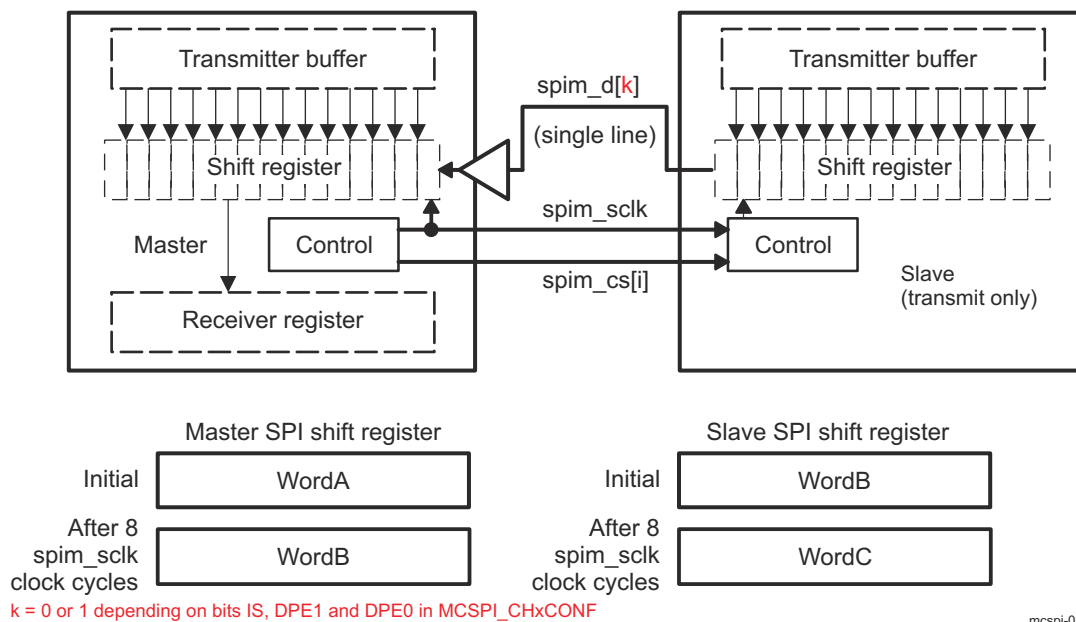 Transmitter buffer
Transmitter buffer
spim_d[k]
(single line)
Shift register
Shift register
spim_sclk
Master
Control
Control
spim_cs[i]
Slave
(transmit only)
Receiver register
Master SPI shift register
Slave SPI shift register
Initial
WordA
Initial
WordB
After 8
spim_sclk
clock cycles
WordB
After 8
spim_sclk
clock cycles
WordC
k = 0 or 1 depending on bits IS, DPE1 and DPE0 in MCSPI_CHxCONF
mcspi-0